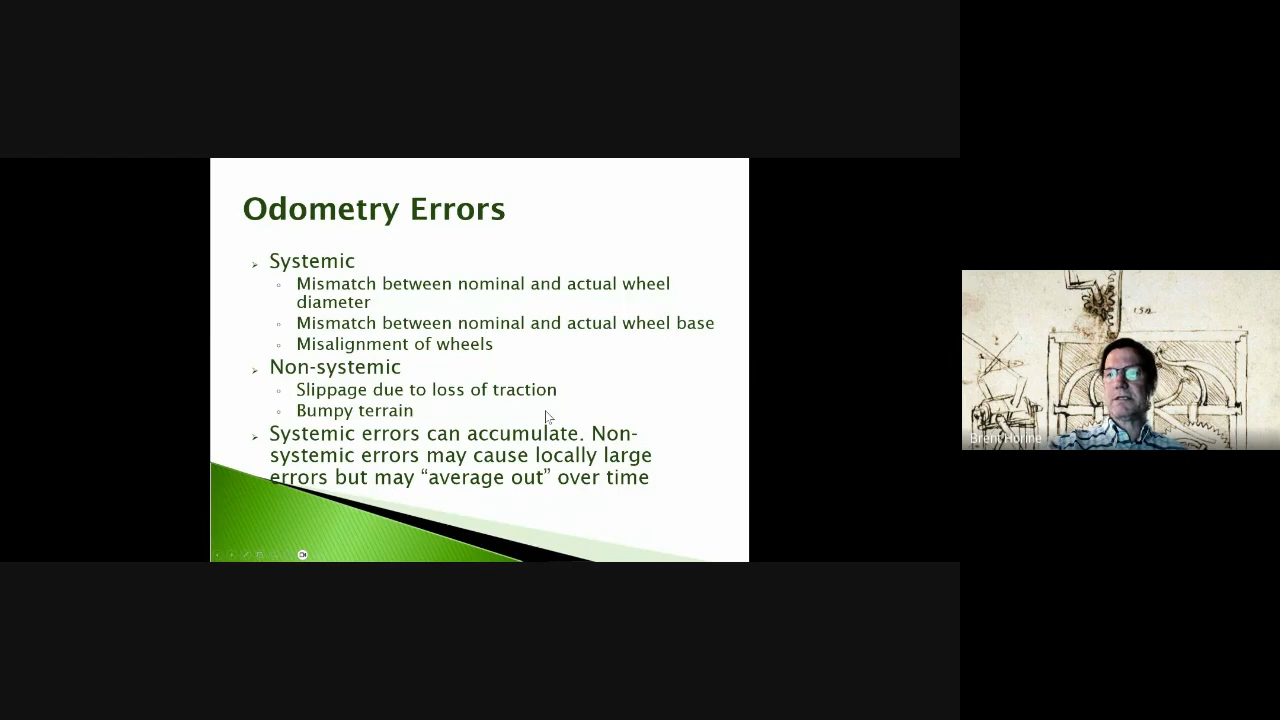 Odometry Errors
Systemic
Mismatch between nominal and actual wheel
diameter
Mismatch between nominal and actual wheel base
Misalignment of wheels
Non-systemic
Slippage due to loss of traction
Bumpy terrain
Systemic errors can accumulate. Non-
systemic errors may cause locally large
errors but may “average out” over time
Brent Horine